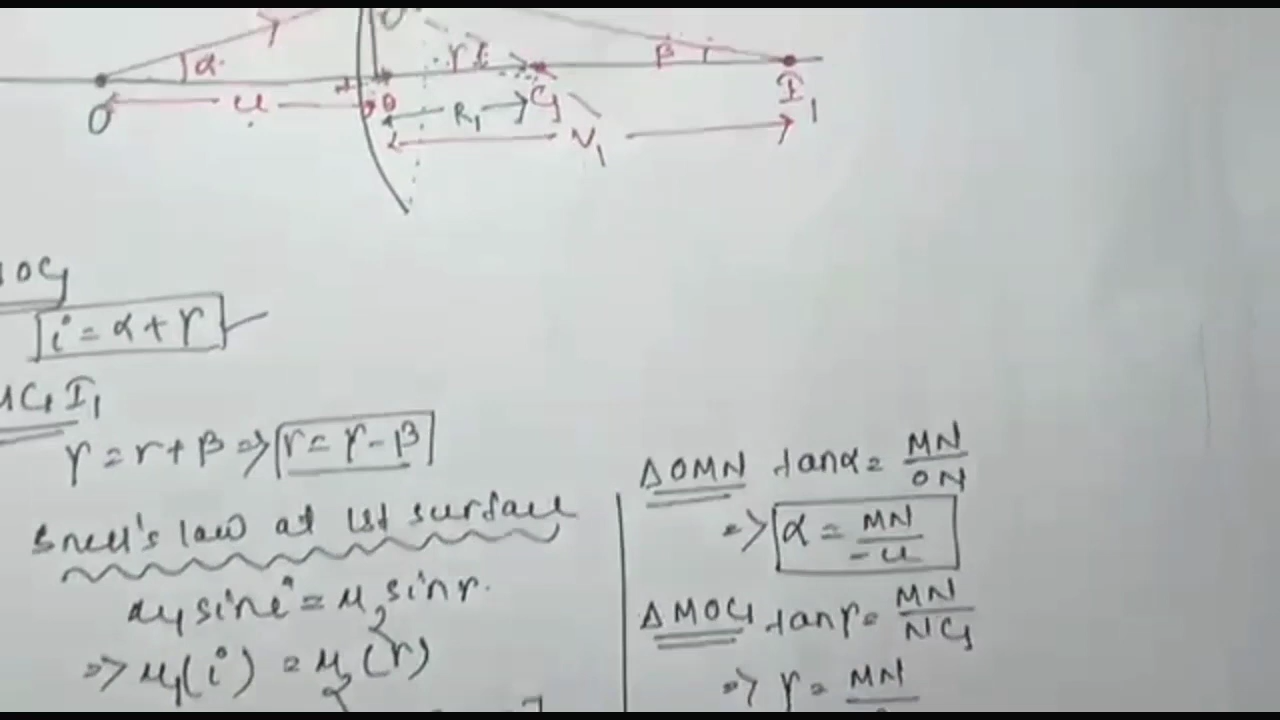 α
γ
β
O
u
R₁
C₁
I₁
V₁
OC₁
i = α + γ
MC₁I₁
γ = r + β => r = γ - β
Snell's law at 1st surface
μ₁ sin i = μ₂ sin r.
=> μ₁(i) = μ₂(r)
ΔOMN tanα = MN/ON
=> α = MN/-u
ΔMOC₁ tanγ = MN/NC₁
=> γ = MN